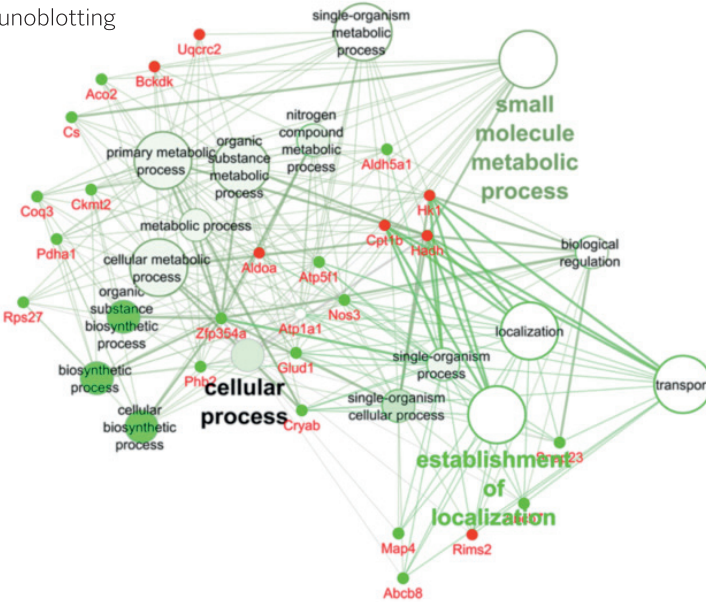 unoblotting
single-organism
metabolic
process
Uqcrc2
Bckdk
Aco2
small
molecule
metabolic
process
nitrogen
compound
metabolic
process
Cs
organic
substance
metabolic
process
primary metabolic
process
Aldh5a1
Coq3
Ckmt2
Hk1
metabolic process
Cpt1b
Hadh
Pdha1
biological
regulation
cellular metabolic
process
Aldoa
Atp5f1
organic
substance
biosynthetic
process
Rps27
Nos3
Zfp354a
Atp1a1
localization
Glud1
single-organism
process
biosynthetic
process
Phb2
cellular
process
transpor
single-organism
cellular process
cellular
biosynthetic
process
Cryab
establishment
of
localization
Map4
Rims2
Abcb8